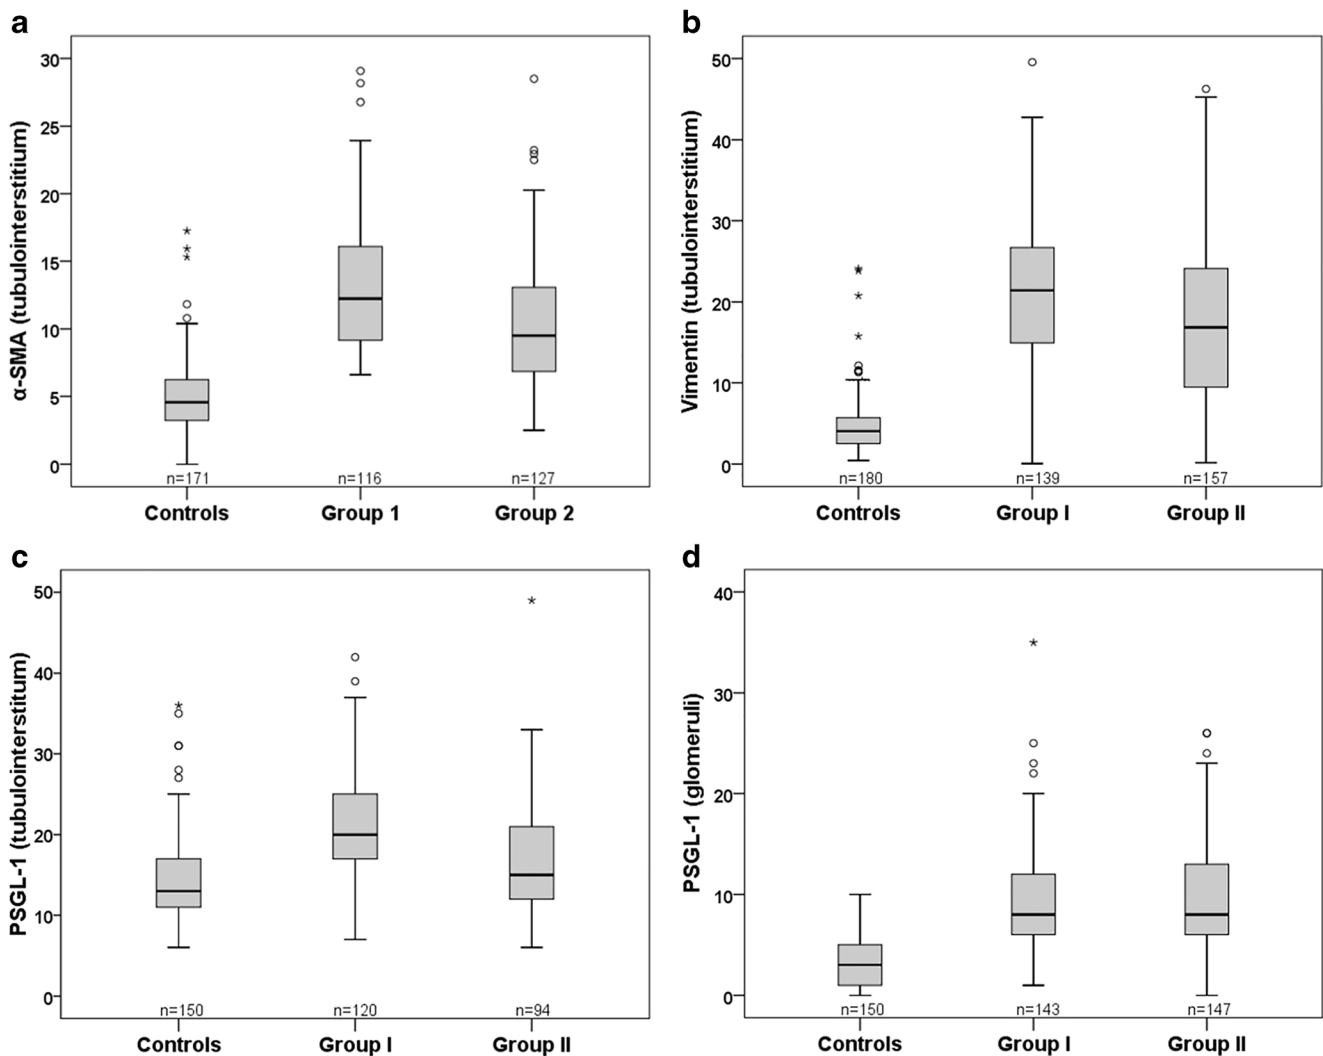 a
α-SMA (tubulointerstitium)
30
25
20
15
10
5
0
n=171
n=116
n=127
Controls
Group 1
Group 2
b
Vimentin (tubulointerstitium)
50
40
30
20
10
0
n=180
n=139
n=157
Controls
Group I
Group II
c
PSGL-1 (tubulointerstitum)
50
40
30
20
10
0
n=150
n=120
n=94
Controls
Group I
Group II
d
PSGL-1 (glomeruli)
40
30
20
10
0
n=150
n=143
n=147
Controls
Group I
Group II